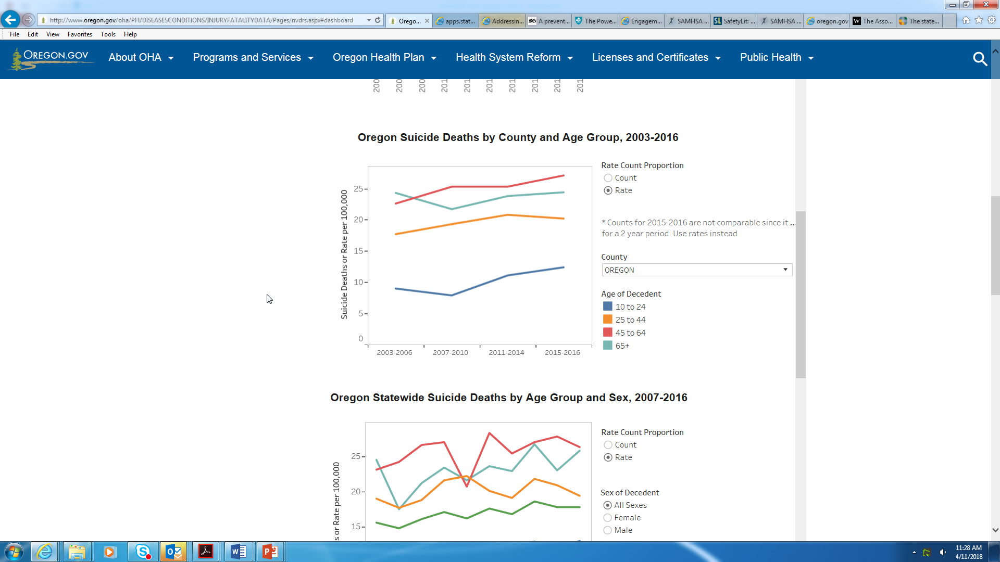 http://www.oregon.gov/oha/PH/DISEASESCONDITIONS/INJURYFATALITYDATA/Pages/nvdrs.aspx#dashboard
Orego... apps.stat... Addressin... RG A prevent... The Powe... Engagem... SAMHSA ... SL SafetyLit: ... SAMHSA ... oregon.gov W The Asso... The state...
File Edit View Favorites Tools Help
OREGON.GOV About OHA Programs and Services Oregon Health Plan Health System Reform Licenses and Certificates Public Health
200 200 200 201 201 201 201 201 201 201
Oregon Suicide Deaths by County and Age Group, 2003-2016
Suicide Deaths or Rate per 100,000
25
20
15
10
5
0
2003-2006 2007-2010 2011-2014 2015-2016
Rate Count Proportion
Count
Rate
* Counts for 2015-2016 are not comparable since it ...
for a 2 year period. Use rates instead
County
OREGON
Age of Decedent
10 to 24
25 to 44
45 to 64
65+
Oregon Statewide Suicide Deaths by Age Group and Sex, 2007-2016
s or Rate per 100,000
25
20
15
Rate Count Proportion
Count
Rate
Sex of Decedent
All Sexes
Female
Male
11:28 AM
4/11/2018